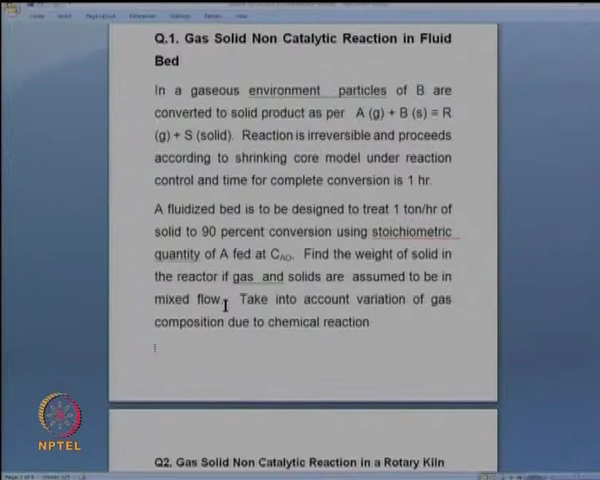 Q.1. Gas Solid Non Catalytic Reaction in Fluid
Bed
In a gaseous environment particles of B are
converted to solid product as per A (g) + B (s) = R
(g) + S (solid). Reaction is irreversible and proceeds
according to shrinking core model under reaction
control and time for complete conversion is 1 hr.
A fluidized bed is to be designed to treat 1 ton/hr of
solid to 90 percent conversion using stoichiometric
quantity of A fed at CAO. Find the weight of solid in
the reactor if gas and solids are assumed to be in
mixed flow. Take into account variation of gas
composition due to chemical reaction
NPTEL
Q2. Gas Solid Non Catalytic Reaction in a Rotary Kiln